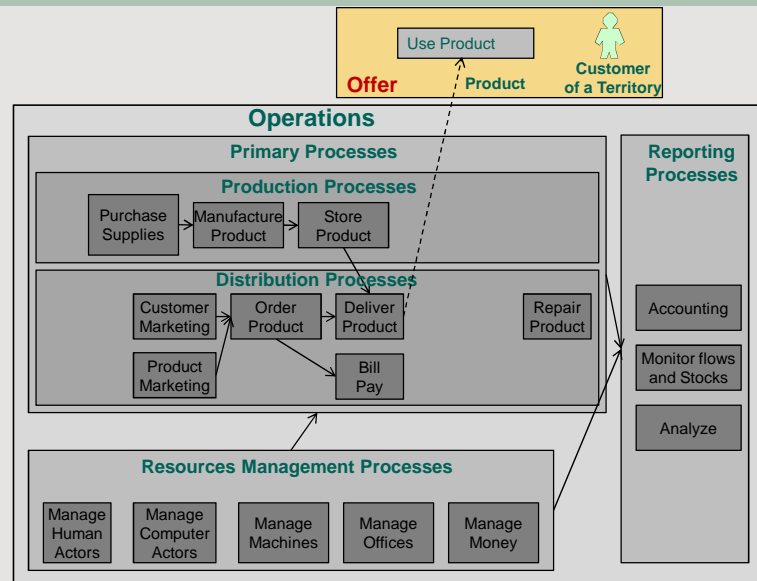 Use Product
Customer
Offer
Product
of a Territory
Operations
Primary Processes
Reporting
Processes
Production Processes
Purchase
Supplies
Manufacture
Product
Store
Product
Distribution Processes
Customer
Marketing
Order
Product
Deliver
Product
Repair
Product
Accounting
Product
Marketing
Bill
Pay
Monitor flows
and Stocks
Analyze
Resources Management Processes
Manage
Human
Actors
Manage
Computer
Actors
Manage
Machines
Manage
Offices
Manage
Money